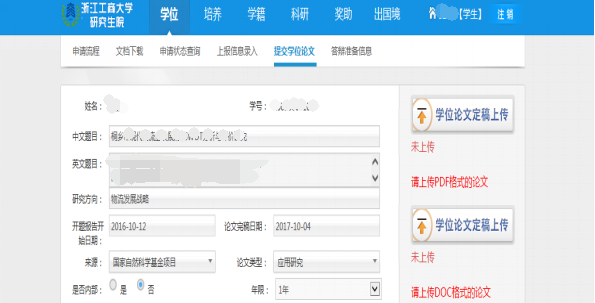 浙江工商大学
研究生院
学位 培养 学籍 科研 奖助 出国境 【学生】 注 销
申请流程 文档下载 申请状态查询 上报信息录入 提交学位论文 答辩准备信息
姓名： 学号：
中文题目： 桐乡
英文题目：
研究方向： 物流发展战略
开题报告开始日期： 2016-10-12 论文完稿日期： 2017-10-04
来源： 国家自然科学基金项目 论文类型： 应用研究
是否内部： 是 否 年限： 1年
学位论文定稿上传
未上传
请上传PDF格式的论文
学位论文定稿上传
未上传
请上传DOC格式的论文